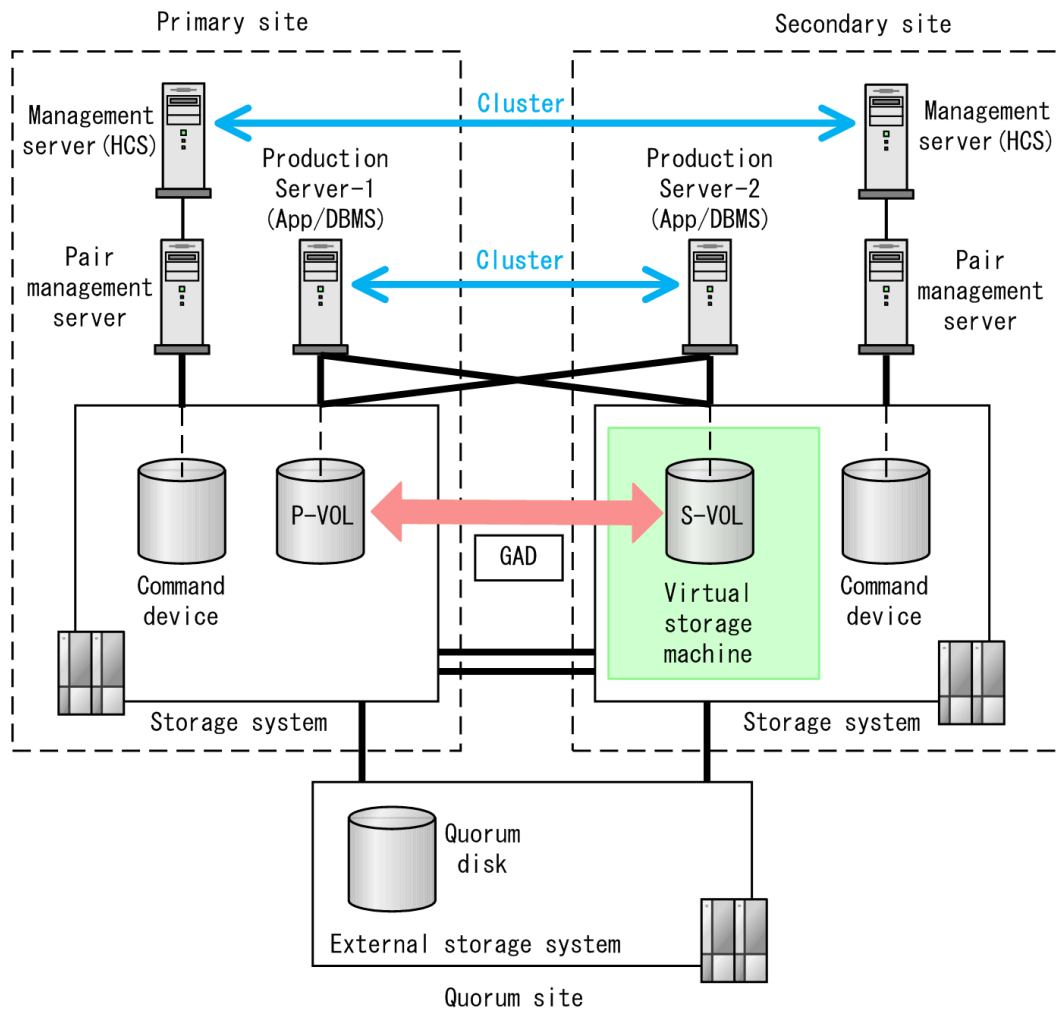 Primary site
Secondary site
Management
server(HCS)
Cluster
Management
server(HCS)
Production
Server-1
(App/DBMS)
Production
Server-2
(App/DBMS)
Pair
management
server
Cluster
Pair
management
server
P-VOL
S-VOL
Command
device
GAD
Virtual
storage
machine
Command
device
Storage system
Storage system
Quorum
disk
External storage system
Quorum site